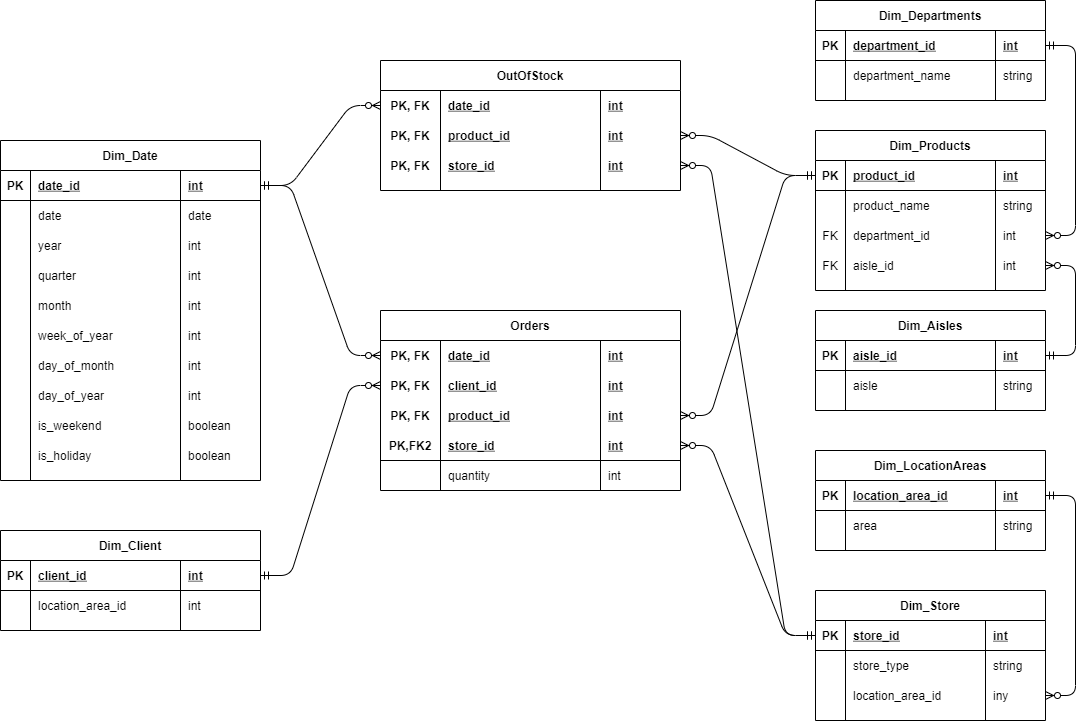 Dim_Date
PK date_id int
date date
year int
quarter int
month int
week_of_year int
day_of_month int
day_of_year int
is_weekend boolean
is_holiday boolean
Dim_Client
PK client_id int
location_area_id int
OutOfStock
PK, FK date_id int
PK, FK product_id int
PK, FK store_id int
Orders
PK, FK date_id int
PK, FK client_id int
PK, FK product_id int
PK,FK2 store_id int
quantity int
Dim_Departments
PK department_id int
department_name string
Dim_Products
PK product_id int
product_name string
FK department_id int
FK aisle_id int
Dim_Aisles
PK aisle_id int
aisle string
Dim_LocationAreas
PK location_area_id int
area string
Dim_Store
PK store_id int
store_type string
location_area_id iny